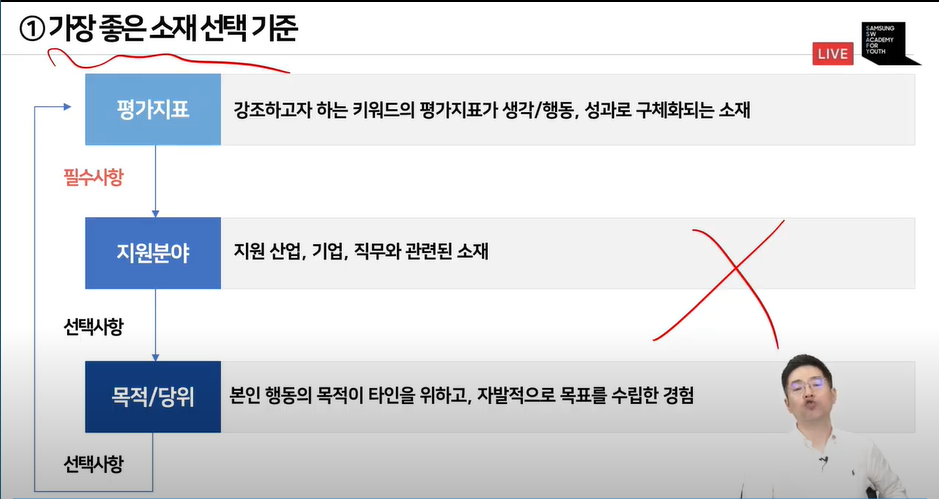 ① 가장 좋은 소재 선택 기준
LIVE
SAMSUNG
SW
ACADEMY
FOR
YOUTH
평가지표
강조하고자 하는 키워드의 평가지표가 생각/행동, 성과로 구체화되는 소재
필수사항
지원분야
지원 산업, 기업, 직무와 관련된 소재
선택사항
목적/당위
본인 행동의 목적이 타인을 위하고, 자발적으로 목표를 수립한 경험
선택사항